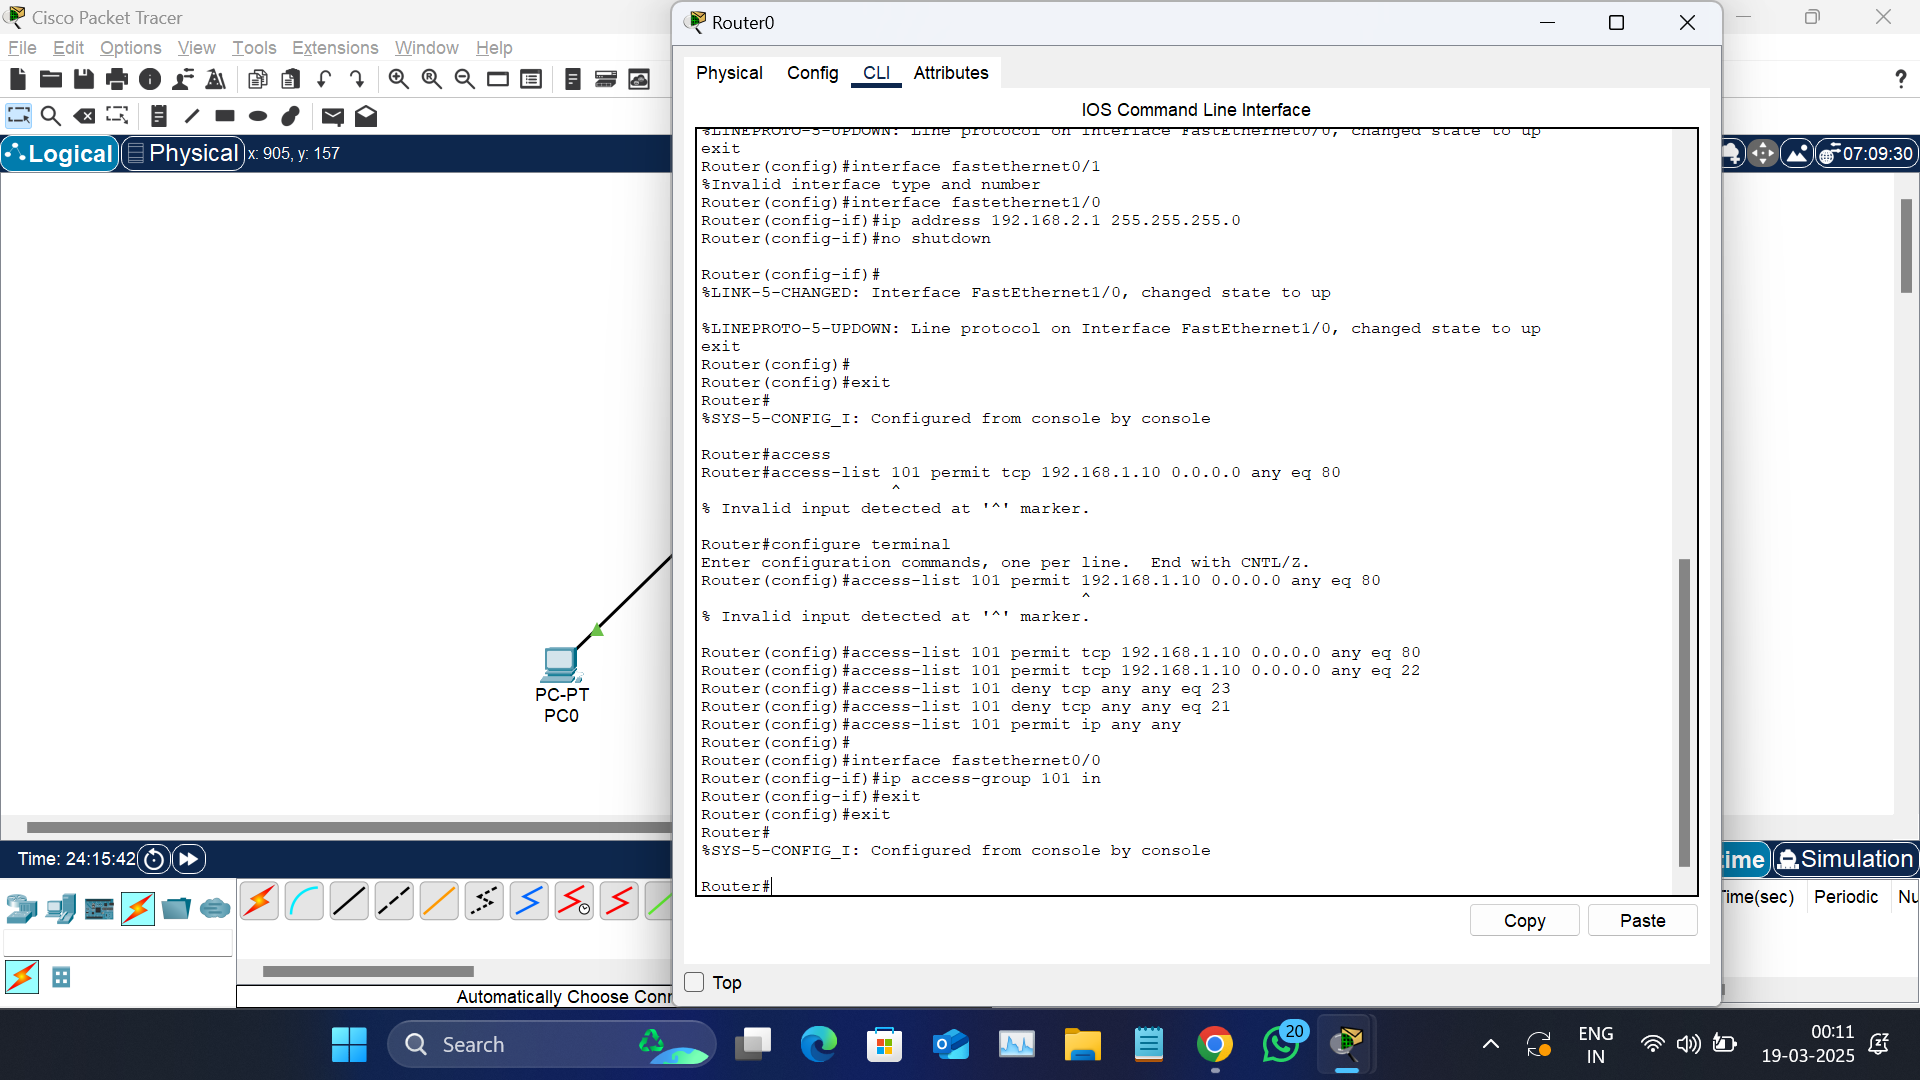 Cisco Packet Tracer
File Edit Options View Tools Extensions Window Help
Logical Physical x: 905, y: 157
07:09:30
PC-PT
PC0
Time: 24:15:42
Automatically Choose Conn
Router0
Physical Config CLI Attributes
IOS Command Line Interface
%LINEPROTO-5-UPDOWN: Line protocol on Interface FastEthernet0/0, changed state to up
exit
Router(config)#interface fastethernet0/1
%Invalid interface type and number
Router(config)#interface fastethernet1/0
Router(config-if)#ip address 192.168.2.1 255.255.255.0
Router(config-if)#no shutdown
Router(config-if)#
%LINK-5-CHANGED: Interface FastEthernet1/0, changed state to up
%LINEPROTO-5-UPDOWN: Line protocol on Interface FastEthernet1/0, changed state to up
exit
Router(config)#
Router(config)#exit
Router#
%SYS-5-CONFIG_I: Configured from console by console
Router#access
Router#access-list 101 permit tcp 192.168.1.10 0.0.0.0 any eq 80
^
% Invalid input detected at '^' marker.
Router#configure terminal
Enter configuration commands, one per line.  End with CNTL/Z.
Router(config)#access-list 101 permit 192.168.1.10 0.0.0.0 any eq 80
^
% Invalid input detected at '^' marker.
Router(config)#access-list 101 permit tcp 192.168.1.10 0.0.0.0 any eq 80
Router(config)#access-list 101 permit tcp 192.168.1.10 0.0.0.0 any eq 22
Router(config)#access-list 101 deny tcp any any eq 23
Router(config)#access-list 101 deny tcp any any eq 21
Router(config)#access-list 101 permit ip any any
Router(config)#
Router(config)#interface fastethernet0/0
Router(config-if)#ip access-group 101 in
Router(config-if)#exit
Router(config)#exit
Router#
%SYS-5-CONFIG_I: Configured from console by console
Router#
Copy Paste
Top
ime Simulation
Time(sec) Periodic Nu
Search
20
ENG
IN
00:11
19-03-2025